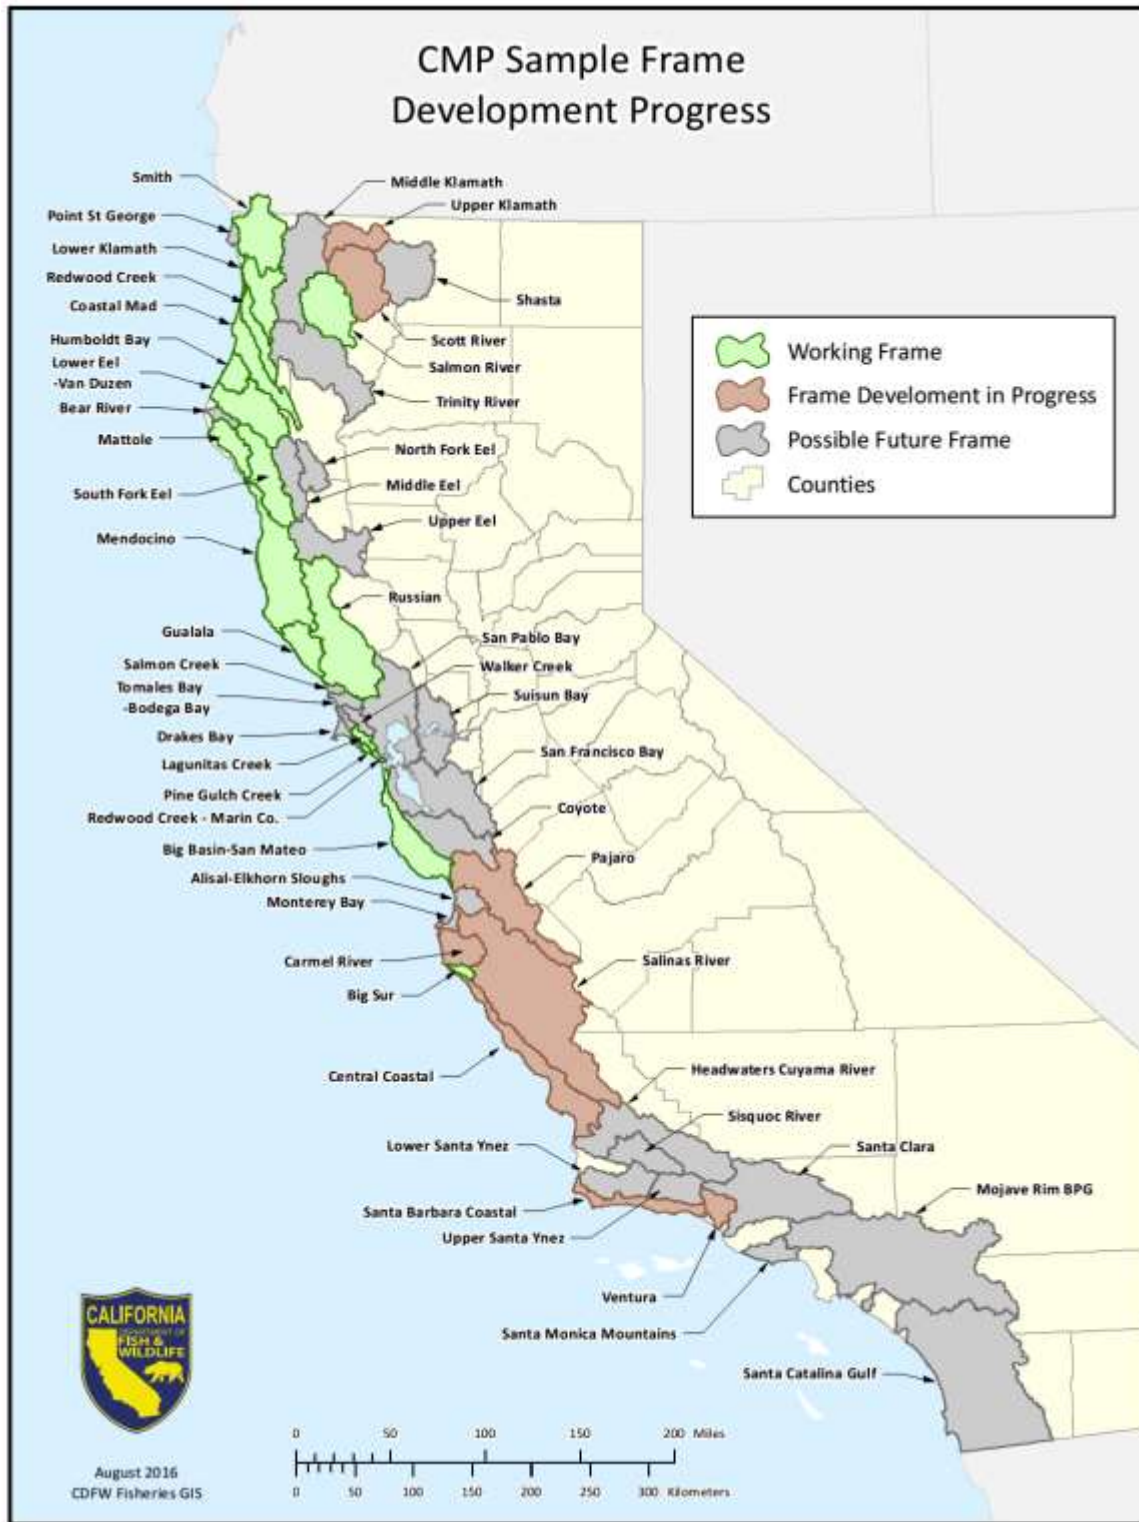 CMP Sample Frame
Development Progress
Smith
Middle Klamath
Point St George
Upper Klamath
Lower Klamath
Redwood Creek
Coastal Mad
Shasta
Humboldt Bay
Scott River
Lower Eel
-Van Duzen
Salmon River
Bear River
Trinity River
Mattole
North Fork Eel
South Fork Eel
Middle Eel
Upper Eel
Mendocino
Russian
Gualala
San Pablo Bay
Salmon Creek
Walker Creek
Tomales Bay
-Bodega Bay
Suisun Bay
Drakes Bay
San Francisco Bay
Lagunitas Creek
Pine Gulch Creek
Redwood Creek - Marin Co.
Coyote
Big Basin-San Mateo
Pajaro
Alisal-Elkhorn Sloughs
Monterey Bay
Carmel River
Salinas River
Big Sur
Central Coastal
Headwaters Cuyama River
Sisquoc River
Lower Santa Ynez
Santa Clara
Mojave Rim BPG
Santa Barbara Coastal
Upper Santa Ynez
Ventura
Santa Monica Mountains
Santa Catalina Gulf
Working Frame
Frame Develoment in Progress
Possible Future Frame
Counties
CALIFORNIA
DEPARTMENT OF
FISH &
WILDLIFE
August 2016
CDFW Fisheries GIS
0 50 100 150 200 Miles
0 50 100 150 200 250 300 Kilometers